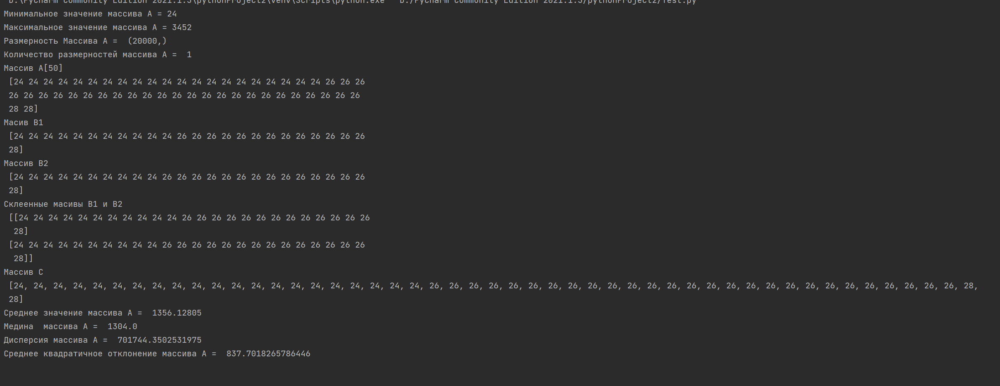 D:\Pycharm Community Edition 2021.1.3\pythonProject2\venv\Scripts\python.exe" "D:/Pycharm Community Edition 2021.1.3/pythonProject2/Test.py"
Минимальное значение массива A = 24
Максимальное значение массива A = 3452
Размерность Массива A =  (20000,)
Количество размерностей массива A =  1
Массив A[50]
[24 24 24 24 24 24 24 24 24 24 24 24 24 24 24 24 24 24 24 24 24 26 26 26
26 26 26 26 26 26 26 26 26 26 26 26 26 26 26 26 26 26 26 26 26 26 26 26
28 28]
Масив B1
[24 24 24 24 24 24 24 24 24 24 24 26 26 26 26 26 26 26 26 26 26 26 26 26
28]
Массив B2
[24 24 24 24 24 24 24 24 24 24 26 26 26 26 26 26 26 26 26 26 26 26 26 26
28]
Склеенные масивы B1 и B2
[[24 24 24 24 24 24 24 24 24 24 24 26 26 26 26 26 26 26 26 26 26 26 26 26
28]
[24 24 24 24 24 24 24 24 24 24 26 26 26 26 26 26 26 26 26 26 26 26 26 26
28]]
Массив C
[24, 24, 24, 24, 24, 24, 24, 24, 24, 24, 24, 24, 24, 24, 24, 24, 24, 24, 24, 24, 24, 26, 26, 26, 26, 26, 26, 26, 26, 26, 26, 26, 26, 26, 26, 26, 26, 26, 26, 26, 26, 26, 26, 26, 26, 26, 26, 26, 28,
28]
Среднее значение массива A =  1356.12805
Медина  массива A =  1304.0
Дисперсия массива A =  701744.3502531975
Среднее квадратичное отклонение массива A =  837.7018265786446